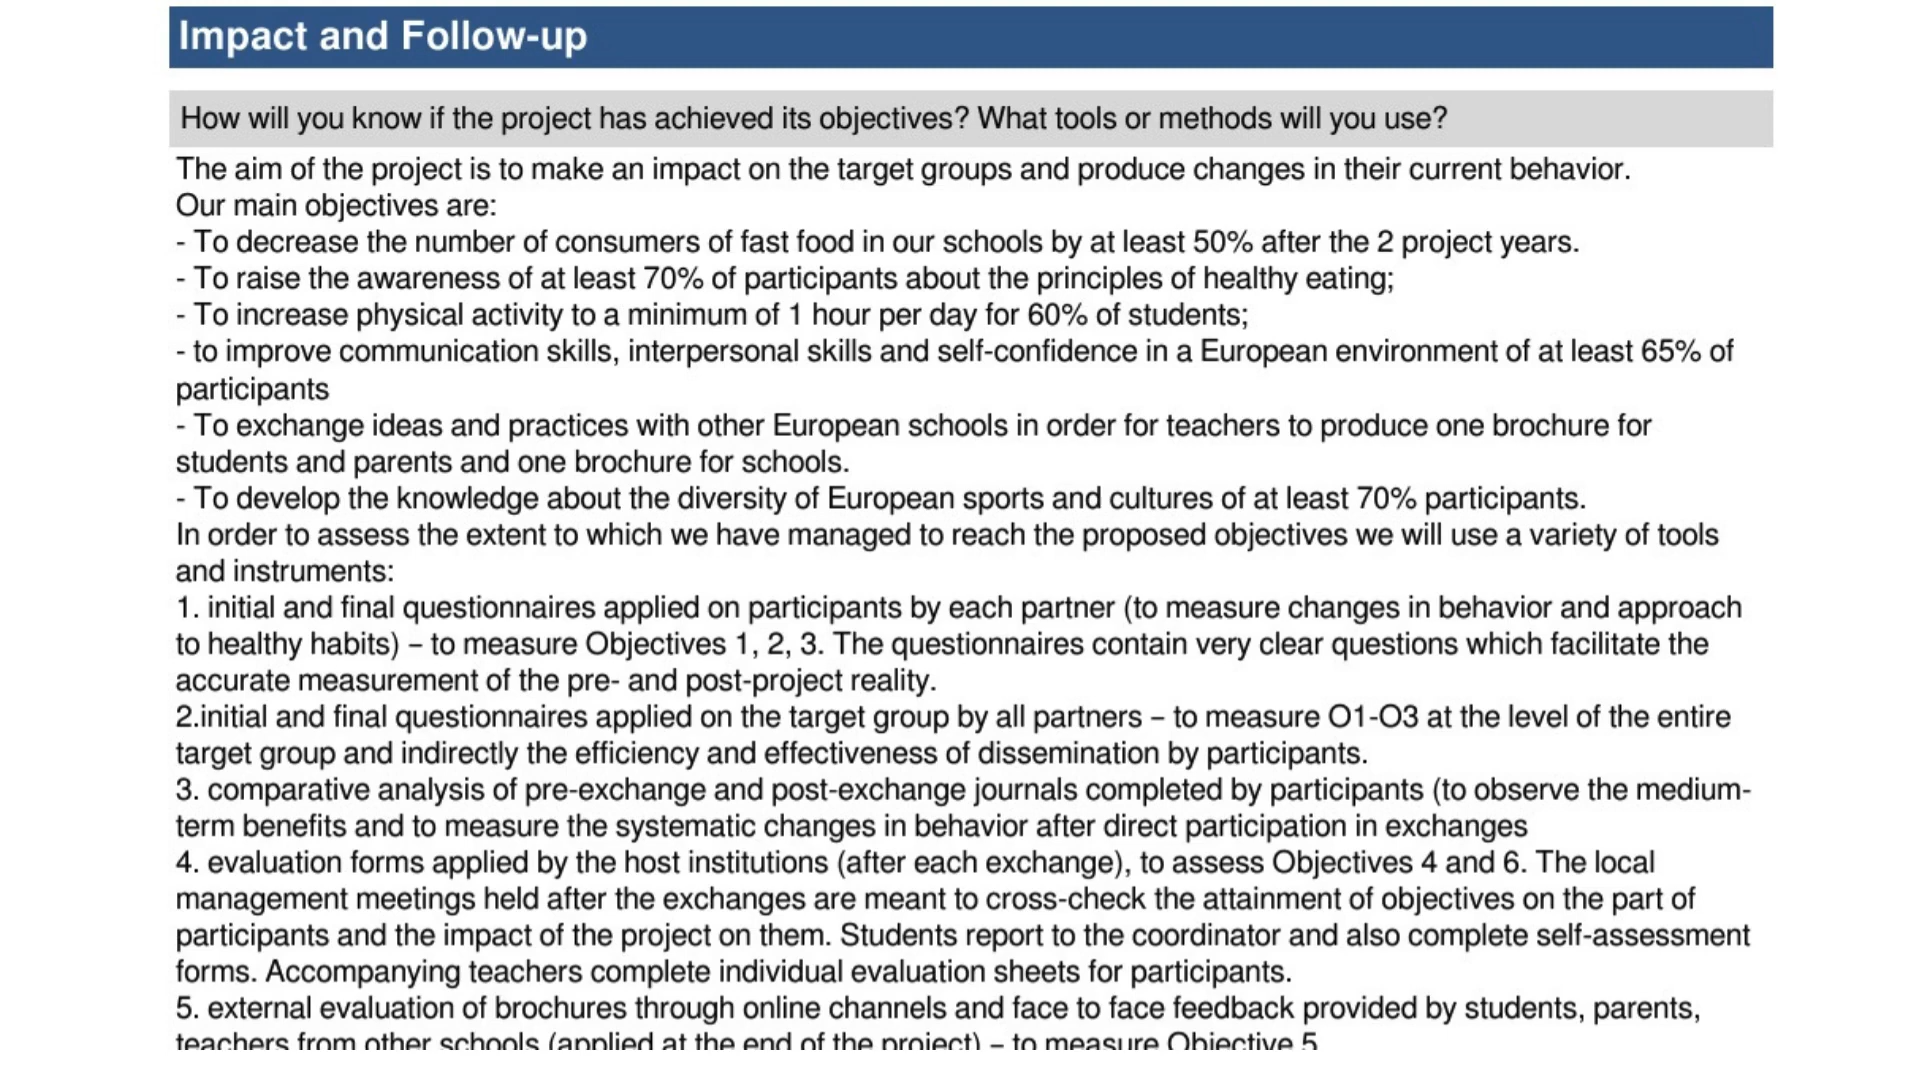 Impact and Follow-up
How will you know if the project has achieved its objectives? What tools or methods will you use?
The aim of the project is to make an impact on the target groups and produce changes in their current behavior.
Our main objectives are:
- To decrease the number of consumers of fast food in our schools by at least 50% after the 2 project years.
- To raise the awareness of at least 70% of participants about the principles of healthy eating;
- To increase physical activity to a minimum of 1 hour per day for 60% of students;
- to improve communication skills, interpersonal skills and self-confidence in a European environment of at least 65% of
participants
- To exchange ideas and practices with other European schools in order for teachers to produce one brochure for
students and parents and one brochure for schools.
- To develop the knowledge about the diversity of European sports and cultures of at least 70% participants.
In order to assess the extent to which we have managed to reach the proposed objectives we will use a variety of tools
and instruments:
1. initial and final questionnaires applied on participants by each partner (to measure changes in behavior and approach
to healthy habits) – to measure Objectives 1, 2, 3. The questionnaires contain very clear questions which facilitate the
accurate measurement of the pre- and post-project reality.
2.initial and final questionnaires applied on the target group by all partners – to measure O1-O3 at the level of the entire
target group and indirectly the efficiency and effectiveness of dissemination by participants.
3. comparative analysis of pre-exchange and post-exchange journals completed by participants (to observe the medium-
term benefits and to measure the systematic changes in behavior after direct participation in exchanges
4. evaluation forms applied by the host institutions (after each exchange), to assess Objectives 4 and 6. The local
management meetings held after the exchanges are meant to cross-check the attainment of objectives on the part of
participants and the impact of the project on them. Students report to the coordinator and also complete self-assessment
forms. Accompanying teachers complete individual evaluation sheets for participants.
5. external evaluation of brochures through online channels and face to face feedback provided by students, parents,
teachers from other schools (applied at the end of the project) – to measure Objective 5